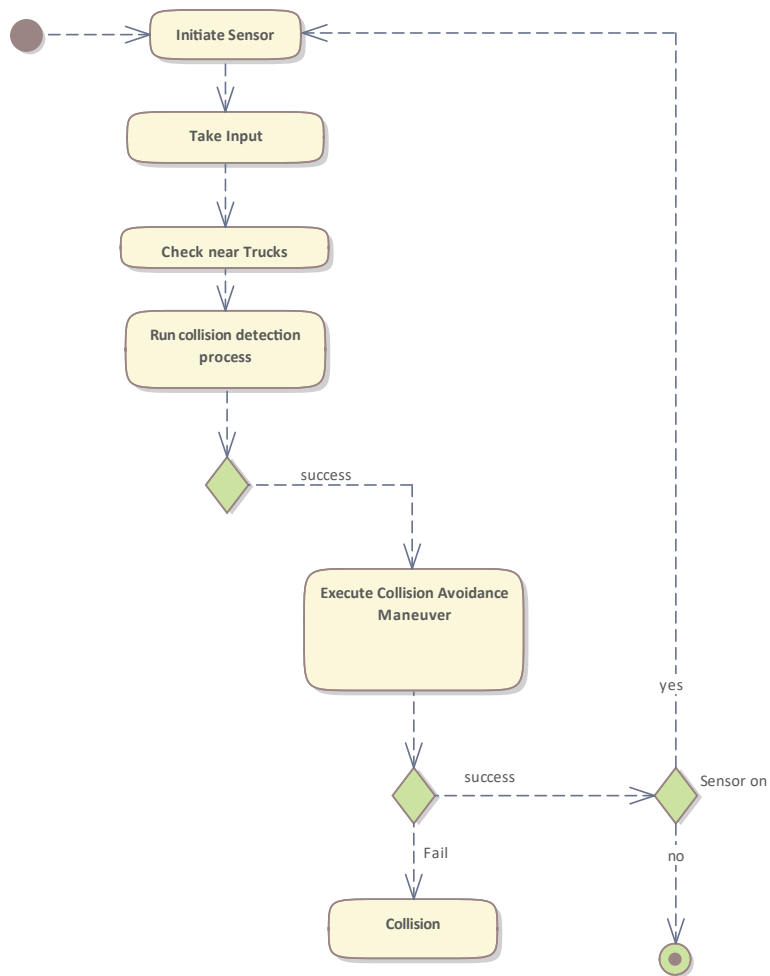 Initiate Sensor
Take Input
Check near Trucks
Run collision detection
process
success
Execute Collision Avoidance
Maneuver
yes
success
Sensor on
Fail
no
Collision